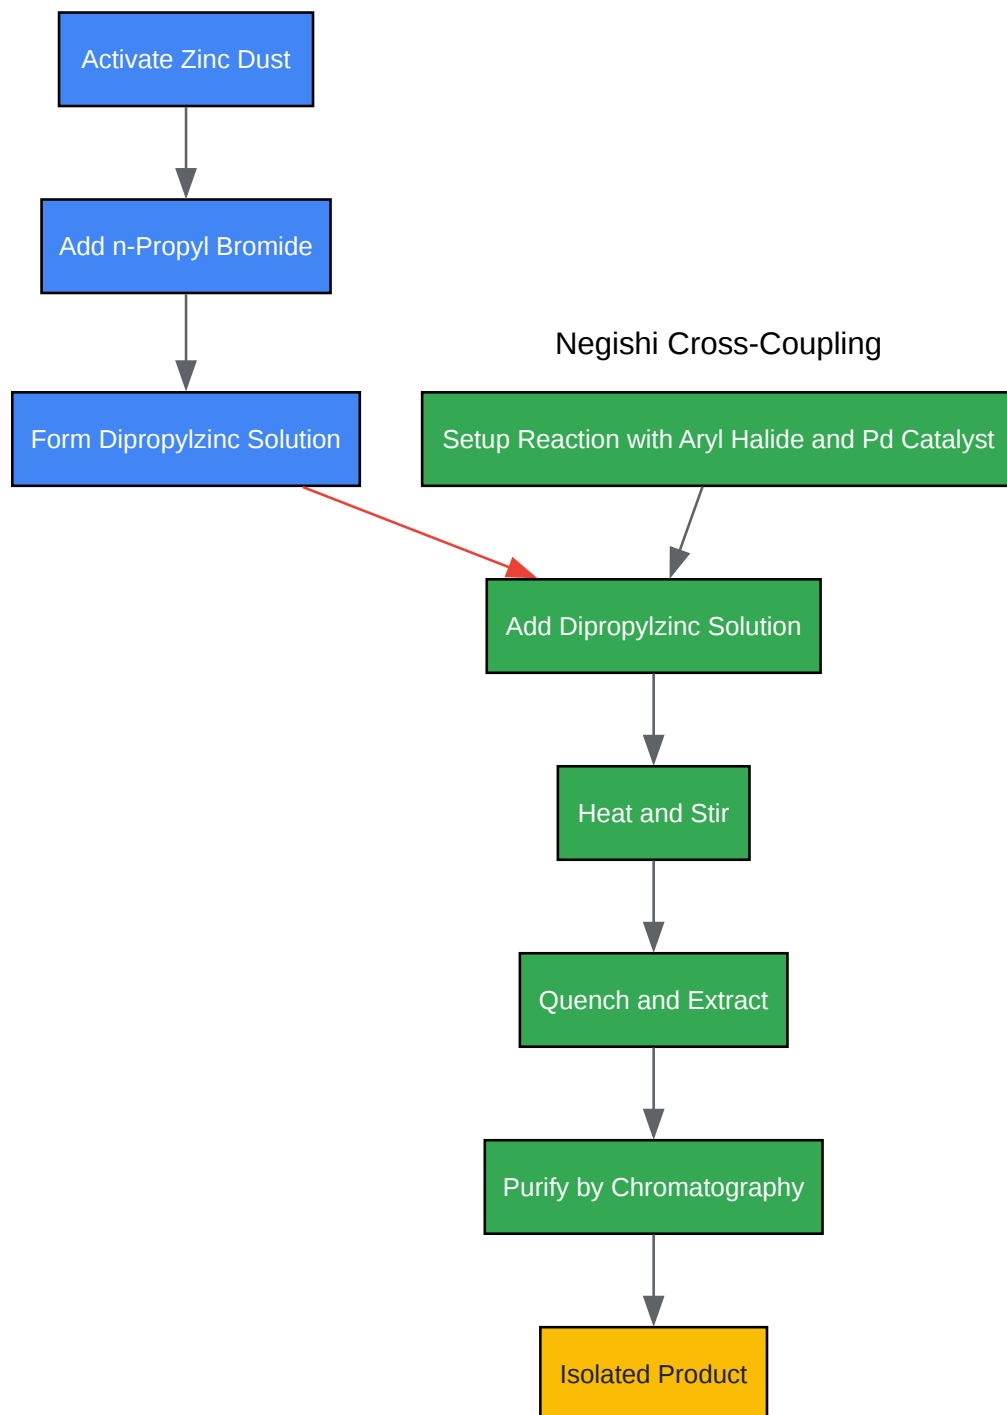 Activate Zinc Dust
Add n-Propyl Bromide
Form Dipropylzinc Solution
Negishi Cross-Coupling
Setup Reaction with Aryl Halide and Pd Catalyst
Add Dipropylzinc Solution
Heat and Stir
Quench and Extract
Purify by Chromatography
Isolated Product